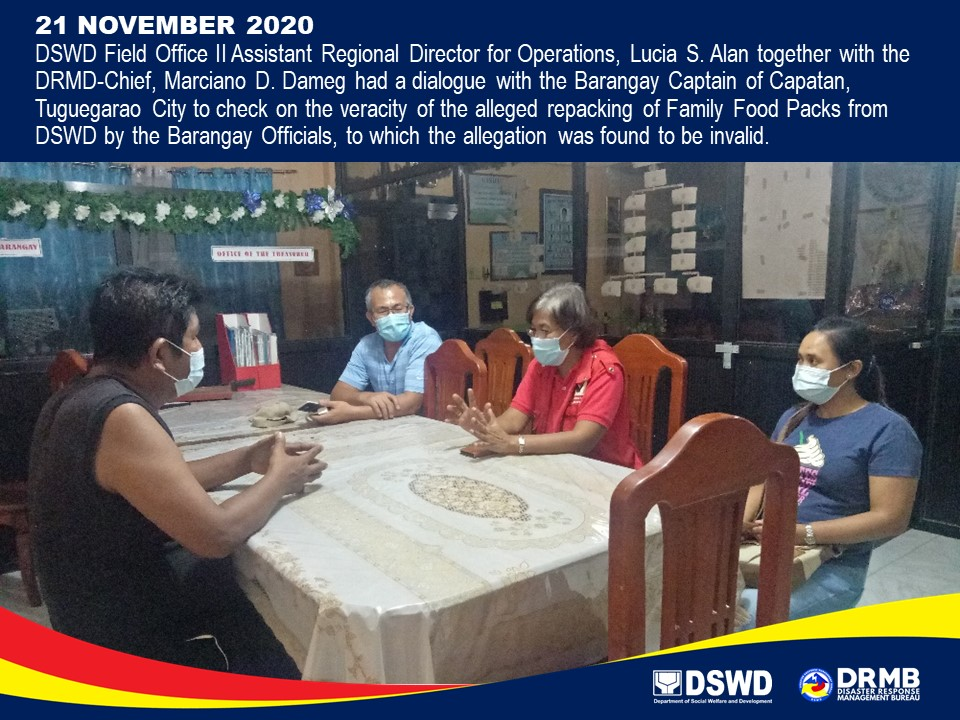 21 NOVEMBER 2020
DSWD Field Office II Assistant Regional Director for Operations, Lucia S. Alan together with the
DRMD-Chief, Marciano D. Dameg had a dialogue with the Barangay Captain of Capatan,
Tuguegarao City to check on the veracity of the alleged repacking of Family Food Packs from
DSWD by the Barangay Officials, to which the allegation was found to be invalid.
BARANGAY
OFFICE OF THE TREASURER
DSWD
Department of Social Welfare and Development
DRMB
DISASTER RESPONSE
MANAGEMENT BUREAU